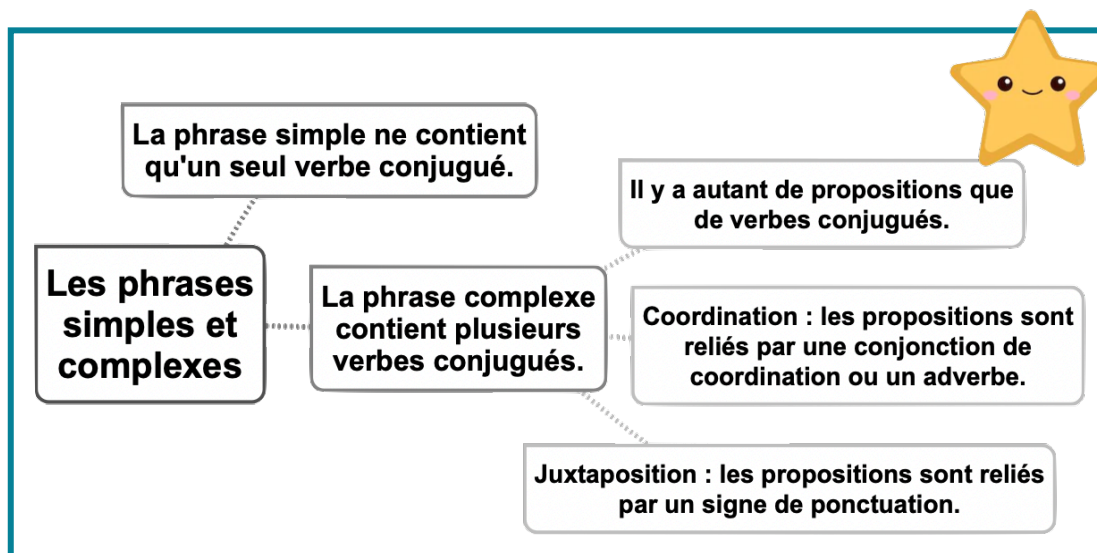 La phrase simple ne contient
qu'un seul verbe conjugué.
Il y a autant de propositions que
de verbes conjugués.
Les phrases
simples et
complexes
La phrase complexe
contient plusieurs
verbes conjugués.
Coordination : les propositions sont
reliés par une conjonction de
coordination ou un adverbe.
Juxtaposition : les propositions sont reliés
par un signe de ponctuation.